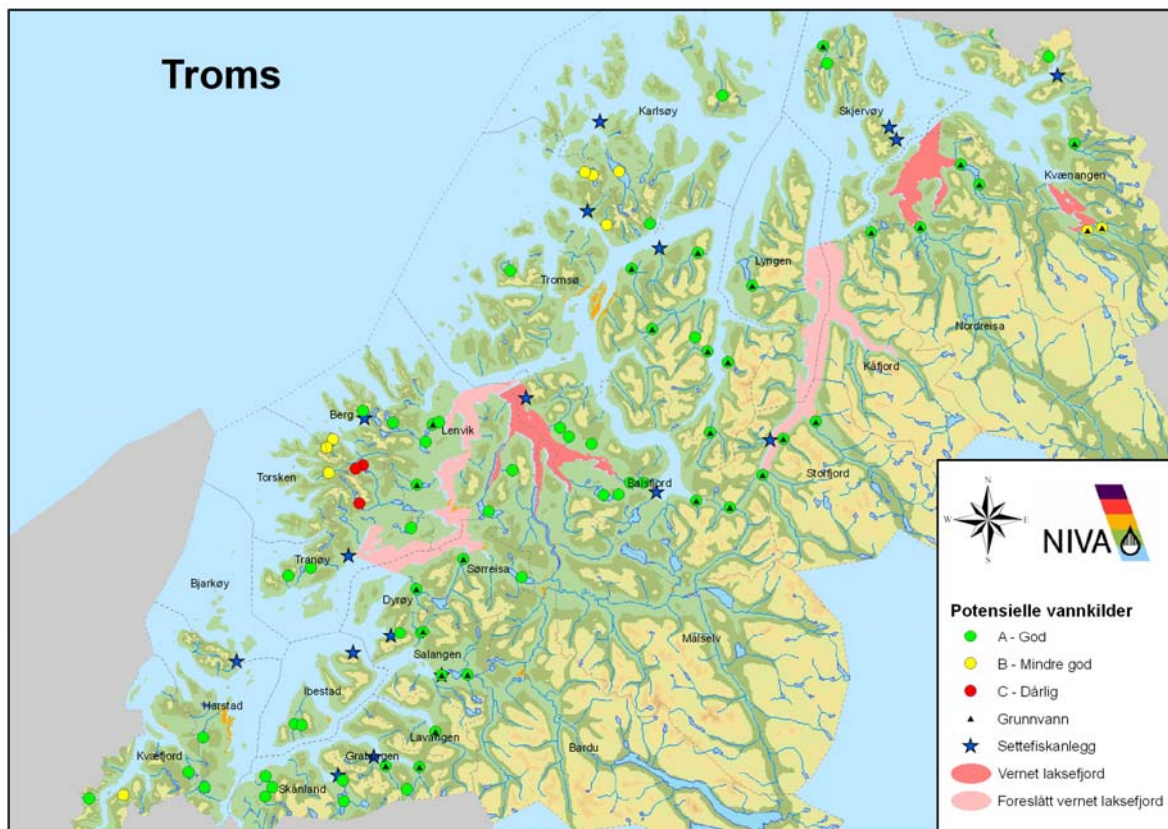 Troms
Karlsøy
Skjervøy
Kvænangen
Lyngen
Tromsø
Nordreisa
Kåfjord
Berg
Lenvik
Torsken
Storfjord
Balsfjord
Tranøy
Sørreisa
Bjarkøy
Dyrøy
Målselv
Salangen
Ibestad
Harstad
Lavangen
Bardu
Kvæfjord
Gratangen
Skånland
N
W
E
S
NIVA
Potensielle vannkilder
A - God
B - Mindre god
C - Dårlig
Grunnvann
Settefiskanlegg
Vernet laksefjord
Foreslått vernet laksefjord